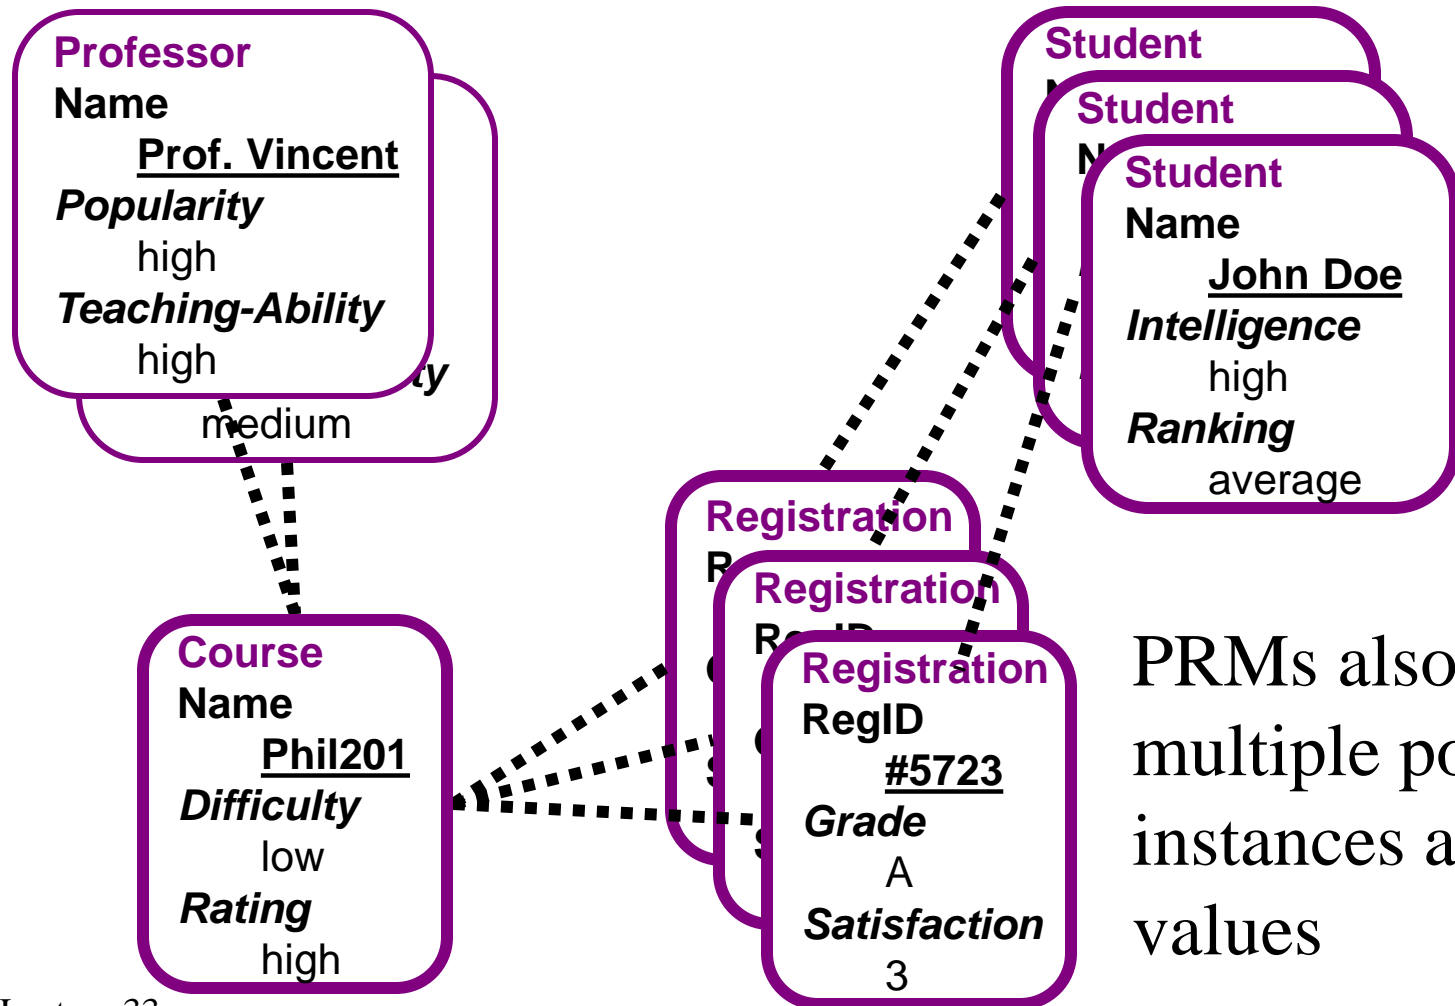 Professor
Name
Prof. Vincent
Popularity
high
Teaching-Ability
high
medium
Student
Student
Student
Name
John Doe
Intelligence
high
Ranking
average
Registration
Registration
RegID
Registration
RegID
#5723
Grade
A
Satisfaction
3
Course
Name
Phil201
Difficulty
low
Rating
high
PRMs also
multiple po
instances a
values